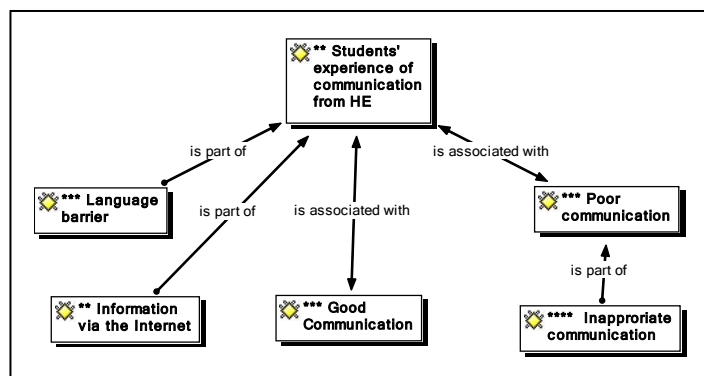 ** Students'
experience of
communication
from HE
is part of
is associated with
*** Language
barrier
is part of
is associated with
*** Poor
communication
is part of
** Information
via the Internet
*** Good
Communication
**** Inapproriate
communication